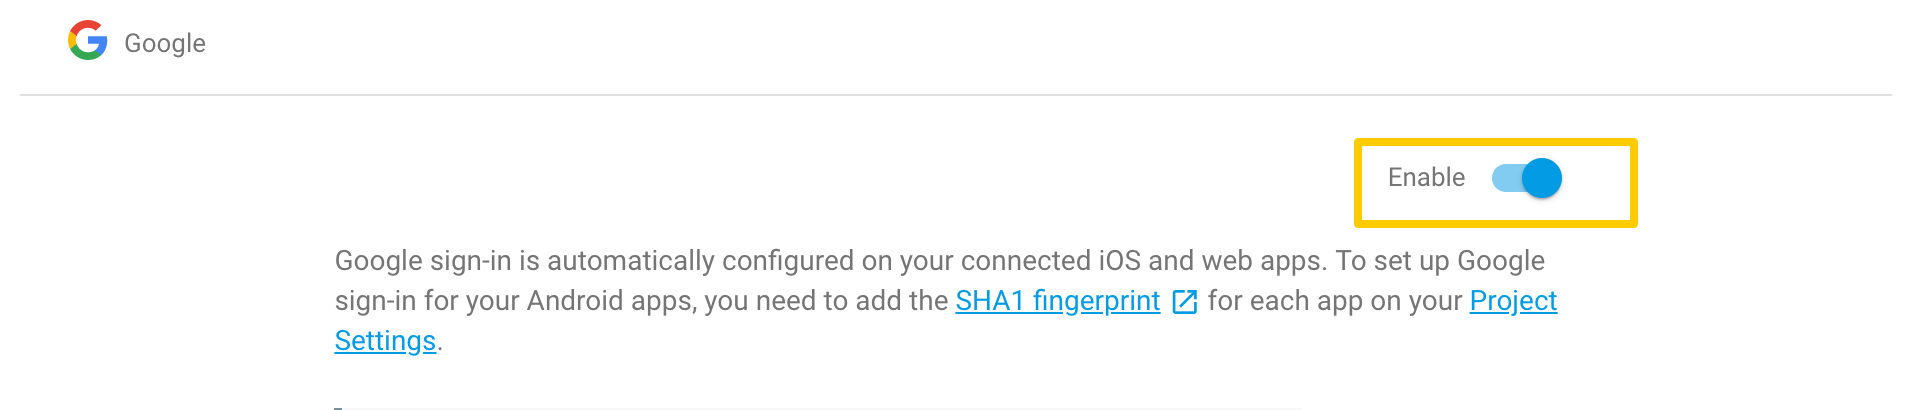 Google
Enable
Google sign-in is automatically configured on your connected iOS and web apps. To set up Google
sign-in for your Android apps, you need to add the SHA1 fingerprint for each app on your Project
Settings.